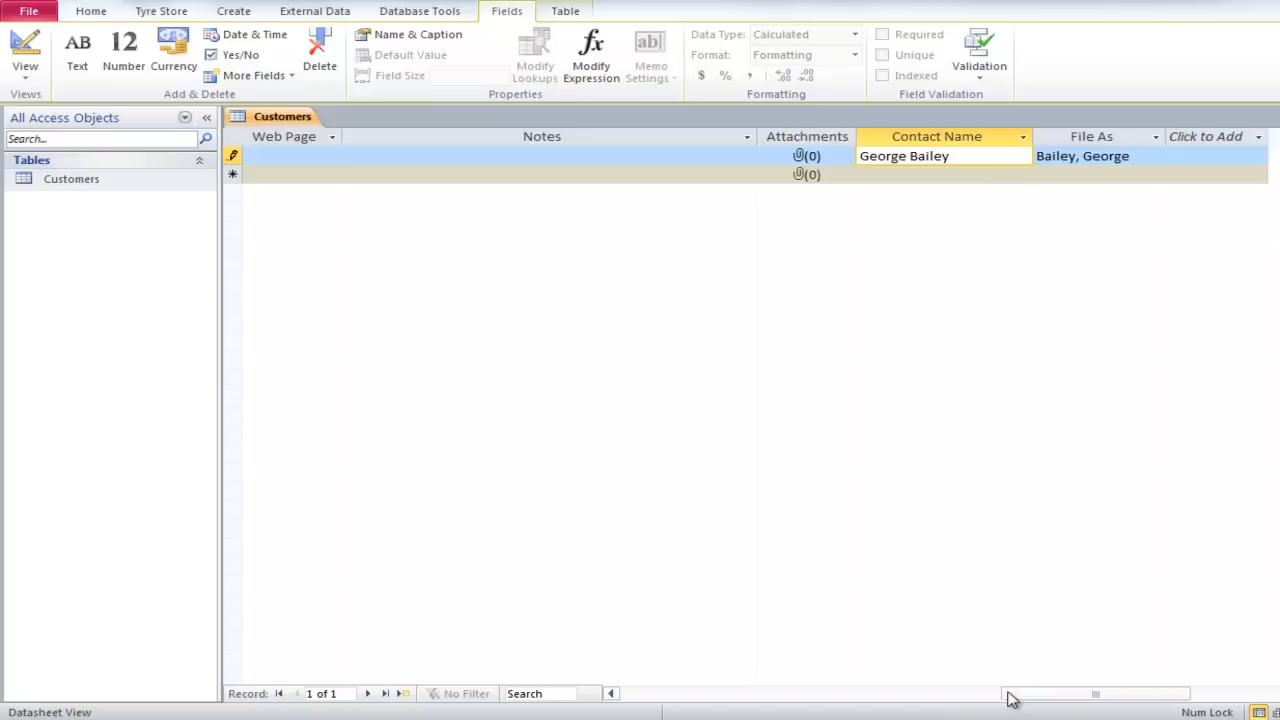 File Home Tyre Store Create External Data Database Tools Fields Table
View
Views
AB 12
Text Number Currency
Date & Time
Yes/No
More Fields
Delete
Add & Delete
Name & Caption
Default Value
Field Size
Modify Lookups
fx
Modify Expression
ab
Memo Settings
Properties
Data Type: Calculated
Format: Formatting
$ % , .00 .00
Formatting
Required
Unique
Indexed
Validation
Field Validation
All Access Objects
Search...
Tables
Customers
Customers
Web Page Notes Attachments Contact Name File As Click to Add
(0) George Bailey Bailey, George
(0)
Record: 1 of 1 No Filter Search
Datasheet View Num Lock